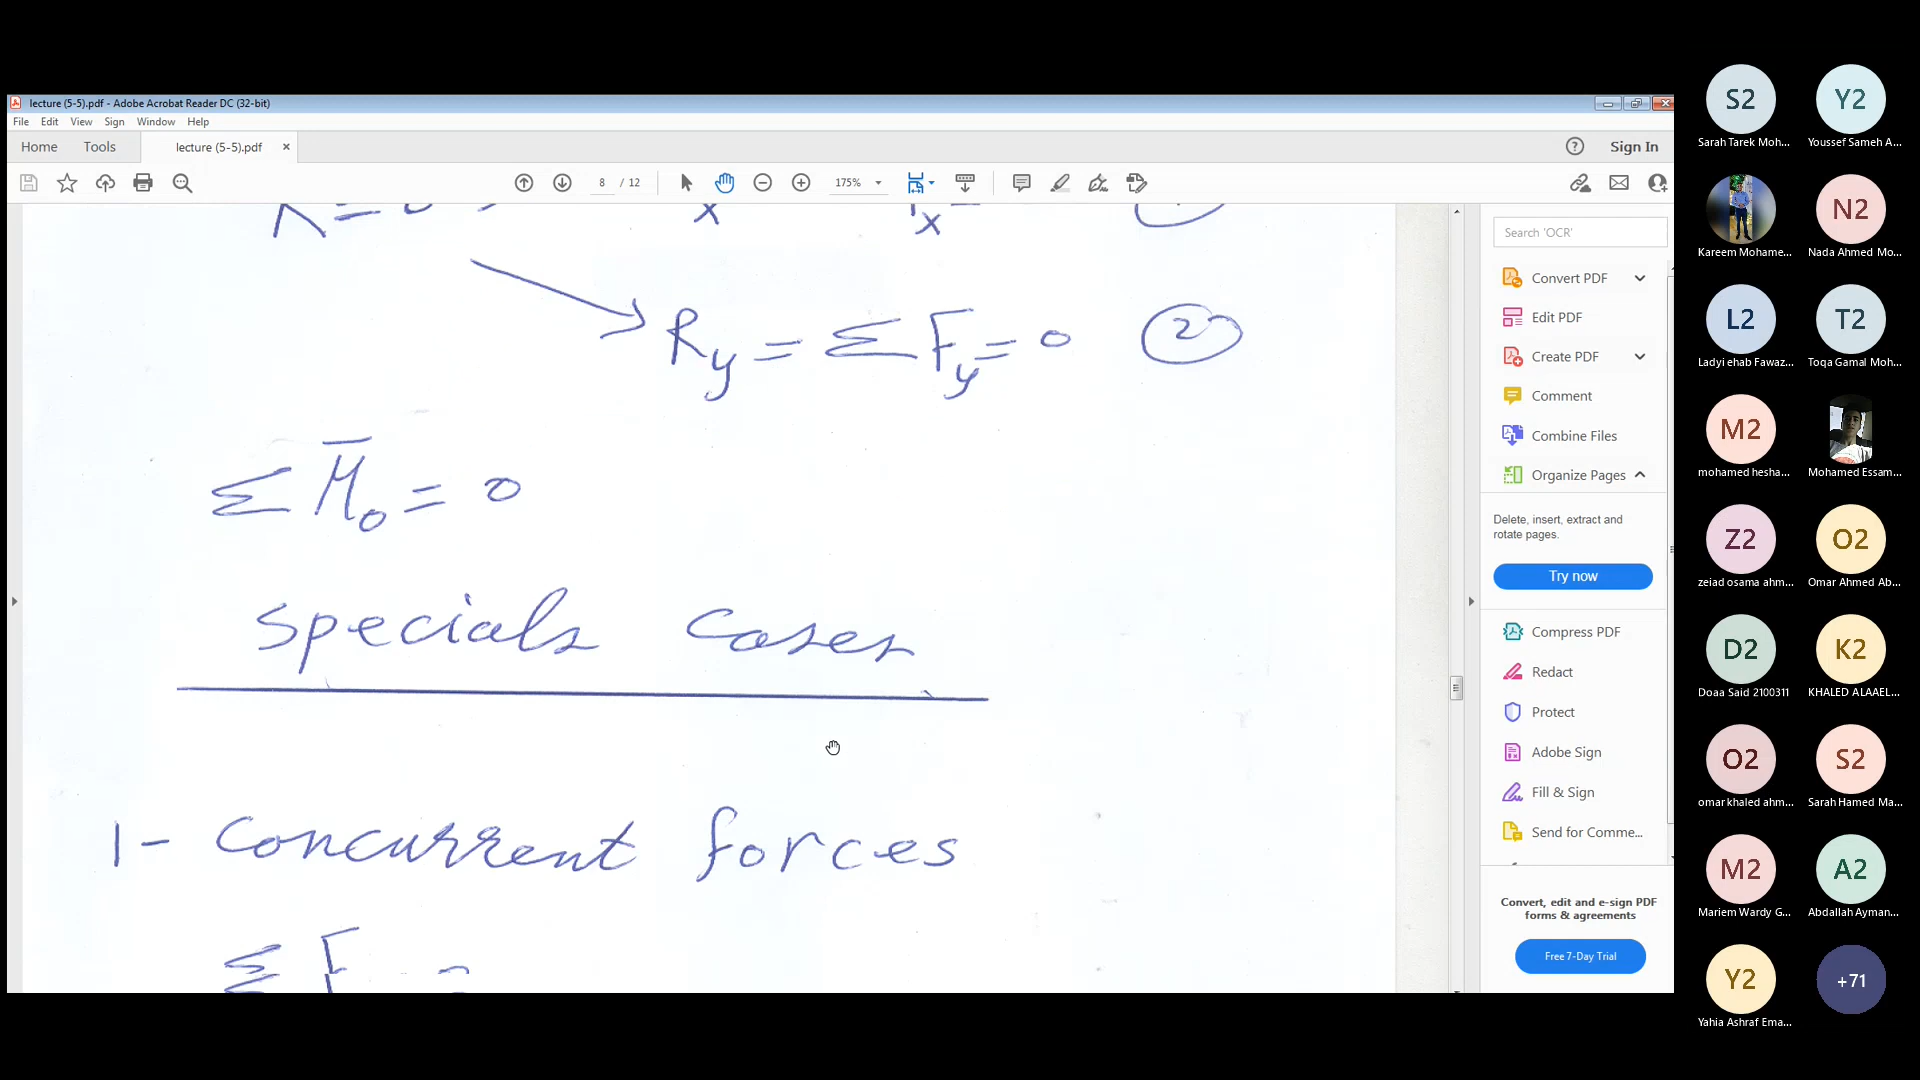 lecture (5-5).pdf - Adobe Acrobat Reader DC (32-bit)
File Edit View Sign Window Help
Home Tools lecture (5-5).pdf × Sign In
8 / 12 175%
R_y = Σ F_y = 0 (2)
Σ M̄_o = 0
specials cases
1- concurrent forces
Σ F
Search 'OCR'
Convert PDF
Edit PDF
Create PDF
Comment
Combine Files
Organize Pages
Delete, insert, extract and
rotate pages.
Try now
Compress PDF
Redact
Protect
Adobe Sign
Fill & Sign
Send for Comme...
Convert, edit and e-sign PDF
forms & agreements
Free 7-Day Trial
S2 Y2
Sarah Tarek Moh... Youssef Sameh A...
N2
Kareem Mohame... Nada Ahmed Mo...
L2 T2
Ladyi ehab Fawaz... Toqa Gamal Moh...
M2
mohamed hesha... Mohamed Essam...
Z2 O2
zeiad osama ahm... Omar Ahmed Ab...
D2 K2
Doaa Said 2100311 KHALED ALAAEL...
O2 S2
omar khaled ahm... Sarah Hamed Ma...
M2 A2
Mariem Wardy G... Abdallah Ayman...
Y2 +71
Yahia Ashraf Ema...